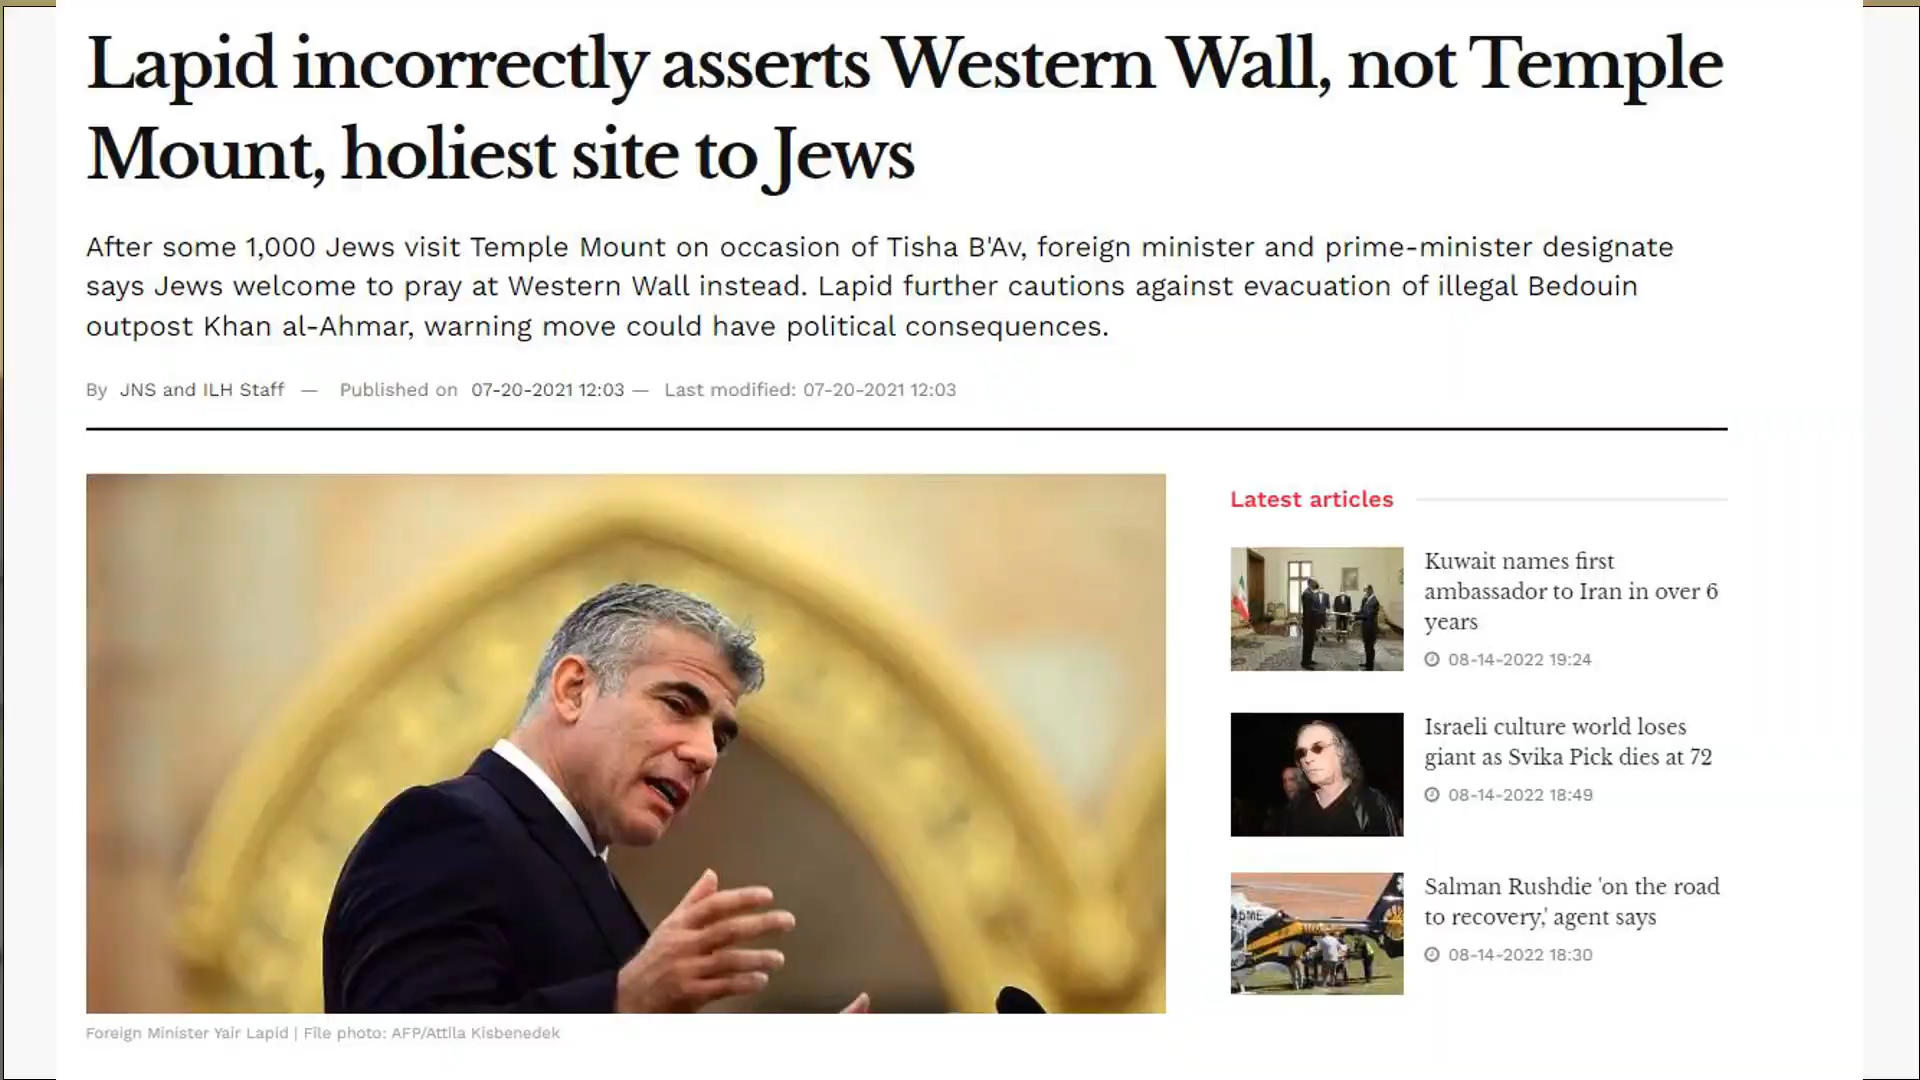 Lapid incorrectly asserts Western Wall, not Temple
Mount, holiest site to Jews
After some 1,000 Jews visit Temple Mount on occasion of Tisha B'Av, foreign minister and prime-minister designate
says Jews welcome to pray at Western Wall instead. Lapid further cautions against evacuation of illegal Bedouin
outpost Khan al-Ahmar, warning move could have political consequences.
By JNS and ILH Staff — Published on 07-20-2021 12:03 — Last modified: 07-20-2021 12:03
Latest articles
Kuwait names first
ambassador to Iran in over 6
years
08-14-2022 19:24
Israeli culture world loses
giant as Svika Pick dies at 72
08-14-2022 18:49
Salman Rushdie 'on the road
to recovery,' agent says
08-14-2022 18:30
Foreign Minister Yair Lapid | File photo: AFP/Attila Kisbenedek